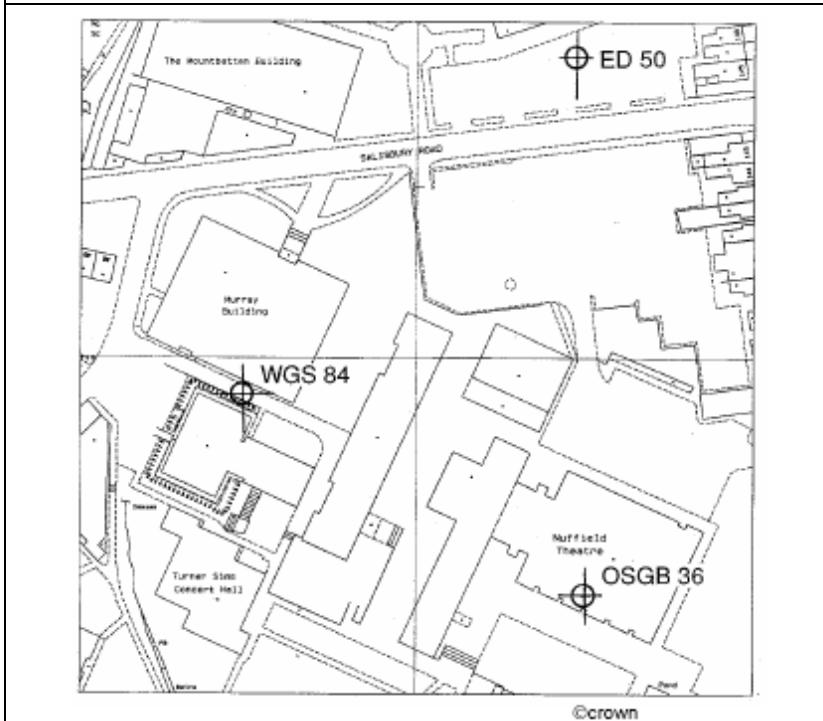 The Mountbatten Building
ED 50
SALISBURY ROAD
Murray
Building
WGS 84
Nuffield
Theatre
OSGB 36
Turner Sims
Concert Hall
Pond
©crown